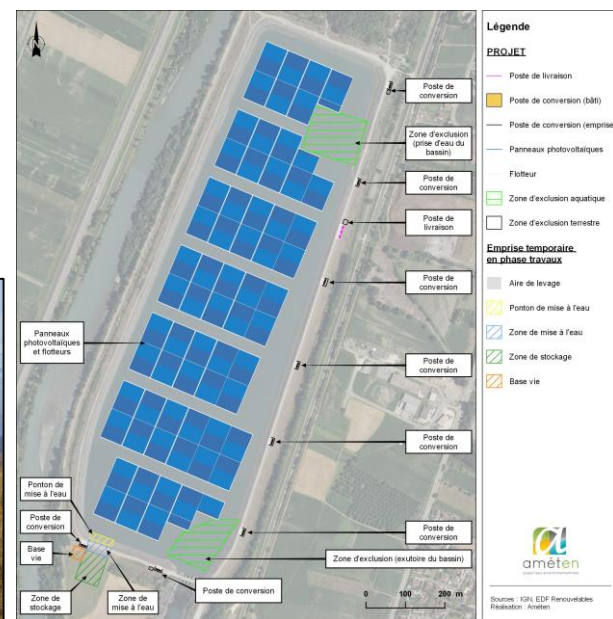 N
Poste de
conversion
Zone d'exclusion
(prise d'eau du
bassin)
Poste de
conversion
Poste de
livraison
Poste de
conversion
Panneaux
photovoltaïques
et flotteurs
Poste de
conversion
Poste de
conversion
Ponton de
mise à l'eau
Poste de
conversion
Base
vie
Zone de
stockage
Zone de
mise à l'eau
Poste de conversion
Poste de
conversion
Zone d'exclusion (exutoire du bassin)
0 100 200 m
Légende
PROJET
Poste de livraison
Poste de conversion (bâti)
Poste de conversion (emprise
Panneaux photovoltaïques
Flotteur
Zone d'exclusion aquatique
Zone d'exclusion terrestre
Emprise temporaire
en phase travaux
Aire de levage
Ponton de mise à l'eau
Zone de mise à l'eau
Zone de stockage
Base vie
améten
Sources : IGN, EDF Renouvelables
Réalisation : Améten